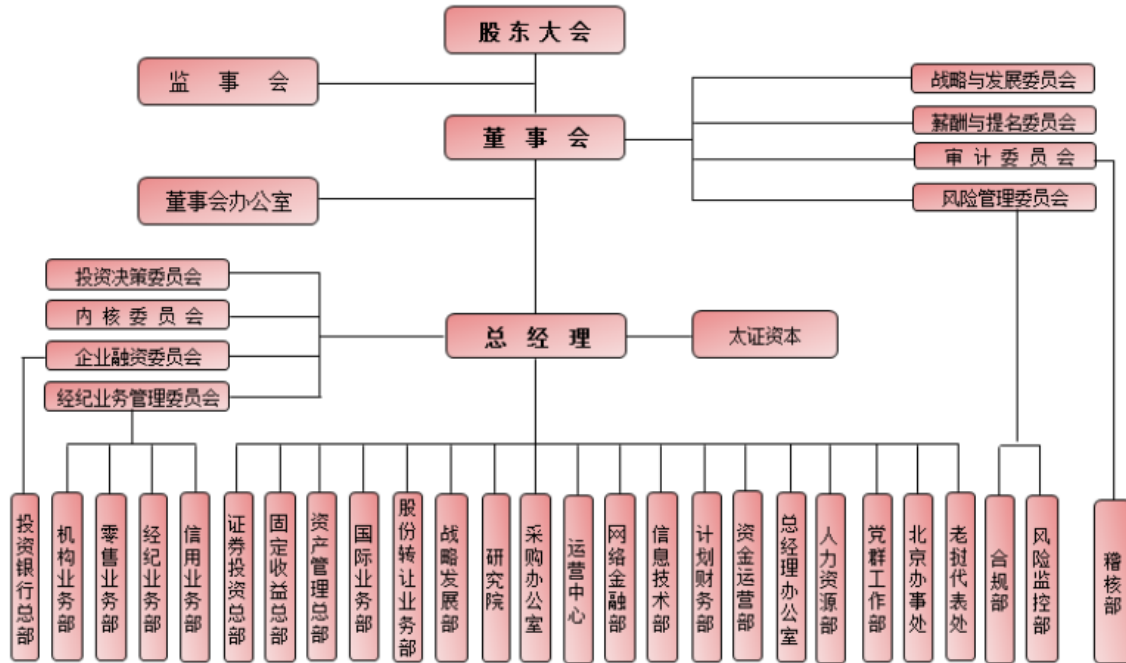 股东大会
监事会
战略与发展委员会
薪酬与提名委员会
董事会
审计委员会
董事会办公室
风险管理委员会
投资决策委员会
内核委员会
总经理
太证资本
企业融资委员会
经纪业务管理委员会
投资银行总部
机构业务部
零售业务部
经纪业务部
信用业务部
证券投资总部
固定收益总部
资产管理总部
国际业务部
股份转让业务部
战略发展部
研究院
采购办公室
运营中心
网络金融部
信息技术部
计划财务部
资金运营部
总经理办公室
人力资源部
党群工作部
北京办事处
老挝代表处
合规部
风险监控部
稽核部